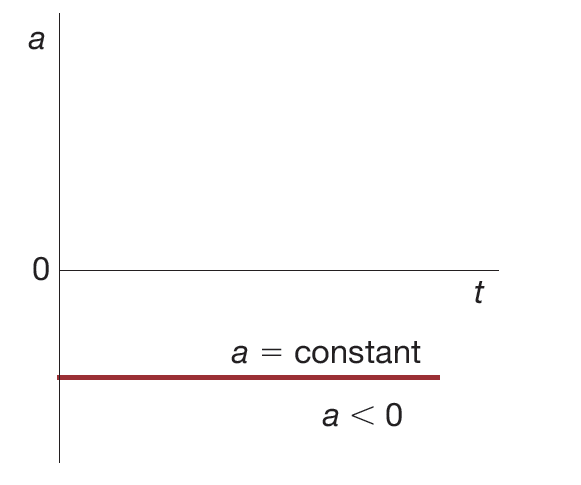 a
0
t
a = constant
a < 0